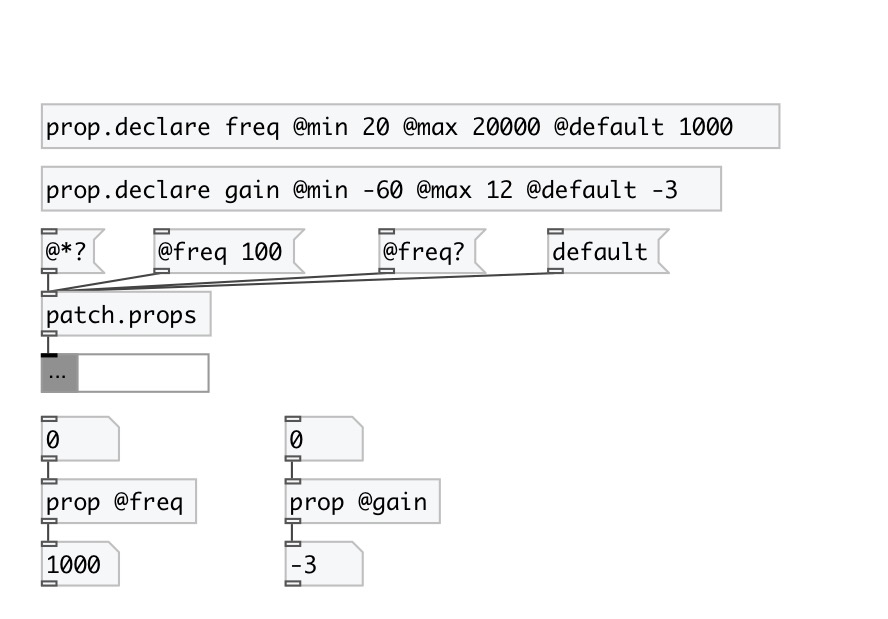 prop.declare freq @min 20 @max 20000 @default 1000
prop.declare gain @min -60 @max 12 @default -3
@*? @freq 100 @freq? default
patch.props
...
0 0
prop @freq prop @gain
1000 -3